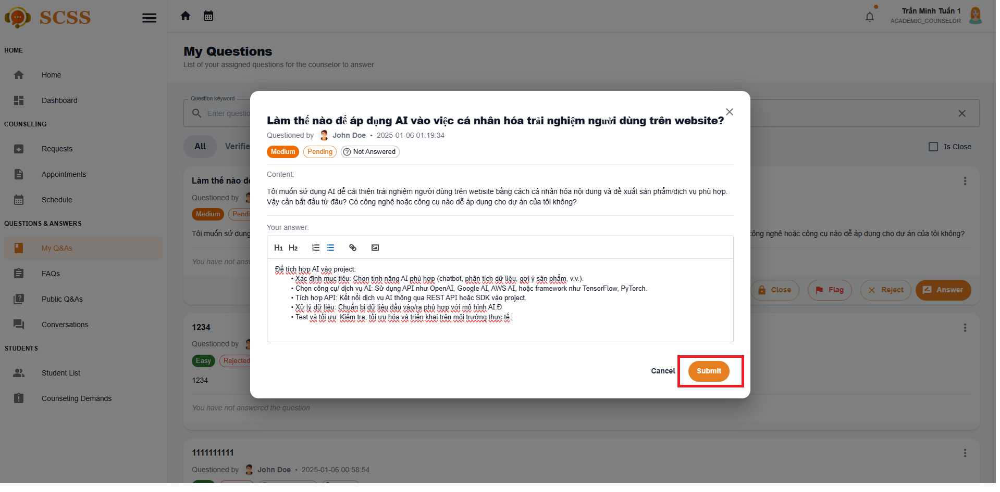 SCSS
Trần Minh Tuấn 1
ACADEMIC_COUNSELOR
HOME
Home
Dashboard
COUNSELING
Requests
Appointments
Schedule
QUESTIONS & ANSWERS
My Q&As
FAQs
Public Q&As
Conversations
STUDENTS
Student List
Counseling Demands
My Questions
List of your assigned questions for the counselor to answer
Question keyword
Enter questio
All
Verifie
Is Close
Làm thế nào để
Questioned by
Medium
Pendi
Tôi muốn sử dụng
công nghệ hoặc công cụ nào dễ áp dụng cho dự án của tôi không?
You have not answ
Close
Flag
Reject
Answer
1234
Questioned by
Easy
Rejected
1234
You have not answered the question
1111111111
Questioned by John Doe • 2025-01-06 00:58:54
Làm thế nào để áp dụng AI vào việc cá nhân hóa trải nghiệm người dùng trên website?
Questioned by John Doe • 2025-01-06 01:19:34
Medium
Pending
Not Answered
Content:
Tôi muốn sử dụng AI để cải thiện trải nghiệm người dùng trên website bằng cách cá nhân hóa nội dung và đề xuất sản phẩm/dịch vụ phù hợp.
Vậy cần bắt đầu từ đâu? Có công nghệ hoặc công cụ nào dễ áp dụng cho dự án của tôi không?
Your answer:
H1 H2
Để tích hợp AI vào project:
• Xác định mục tiêu: Chọn tính năng AI phù hợp (chatbot, phân tích dữ liệu, gợi ý sản phẩm, v.v.).
• Chọn công cụ/ dịch vụ AI: Sử dụng API như OpenAI, Google AI, AWS AI, hoặc framework như TensorFlow, PyTorch.
• Tích hợp API: Kết nối dịch vụ AI thông qua REST API hoặc SDK vào project.
• Xử lý dữ liệu: Chuẩn bị dữ liệu đầu vào/ra phù hợp với mô hình AI.Đ
• Test và tối ưu: Kiểm tra, tối ưu hóa và triển khai trên môi trường thực tế.
Cancel
Submit